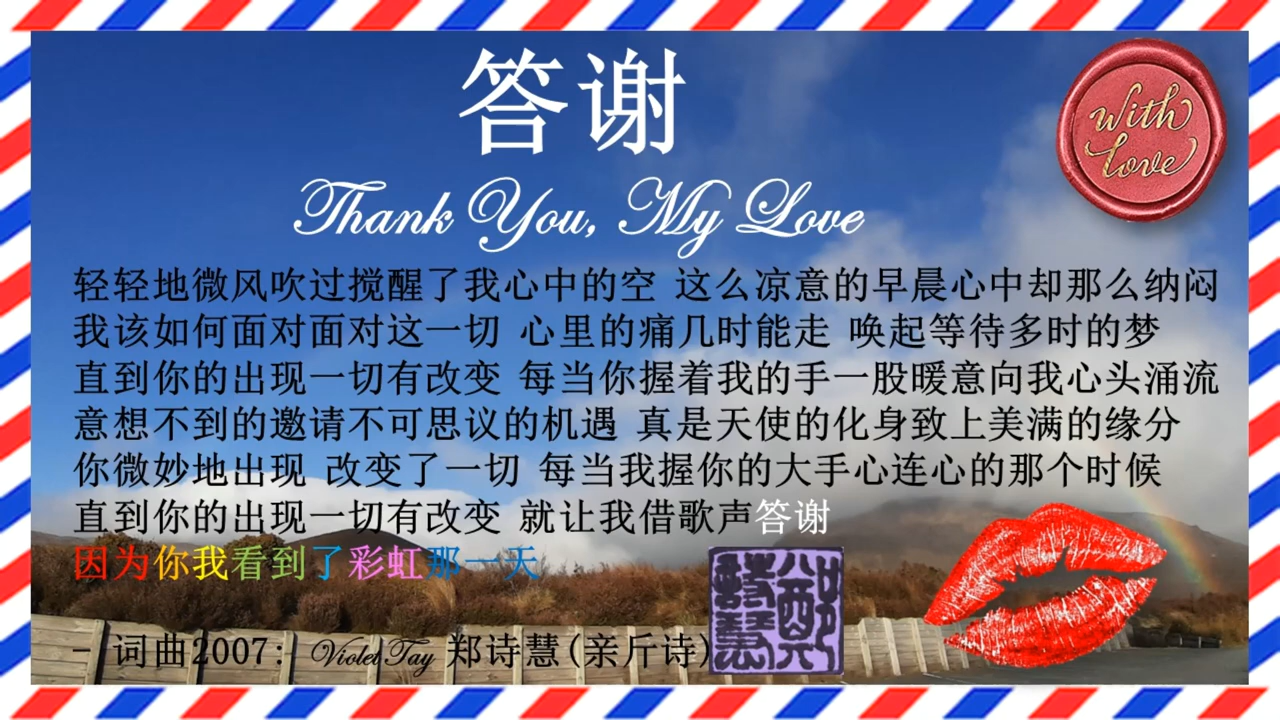 答谢
With
Love
Thank You, My Love
轻轻地微风吹过搅醒了我心中的空 这么凉意的早晨心中却那么纳闷
我该如何面对面对这一切 心里的痛几时能走 唤起等待多时的梦
直到你的出现一切有改变 每当你握着我的手一股暖意向我心头涌流
意想不到的邀请不可思议的机遇 真是天使的化身致上美满的缘分
你微妙地出现 改变了一切 每当我握你的大手心连心的那个时候
直到你的出现一切有改变 就让我借歌声答谢
因为你我看到了彩虹那一天
- 词曲2007: Violet Tay 郑诗慧(亲斤诗)
鄭詩慧